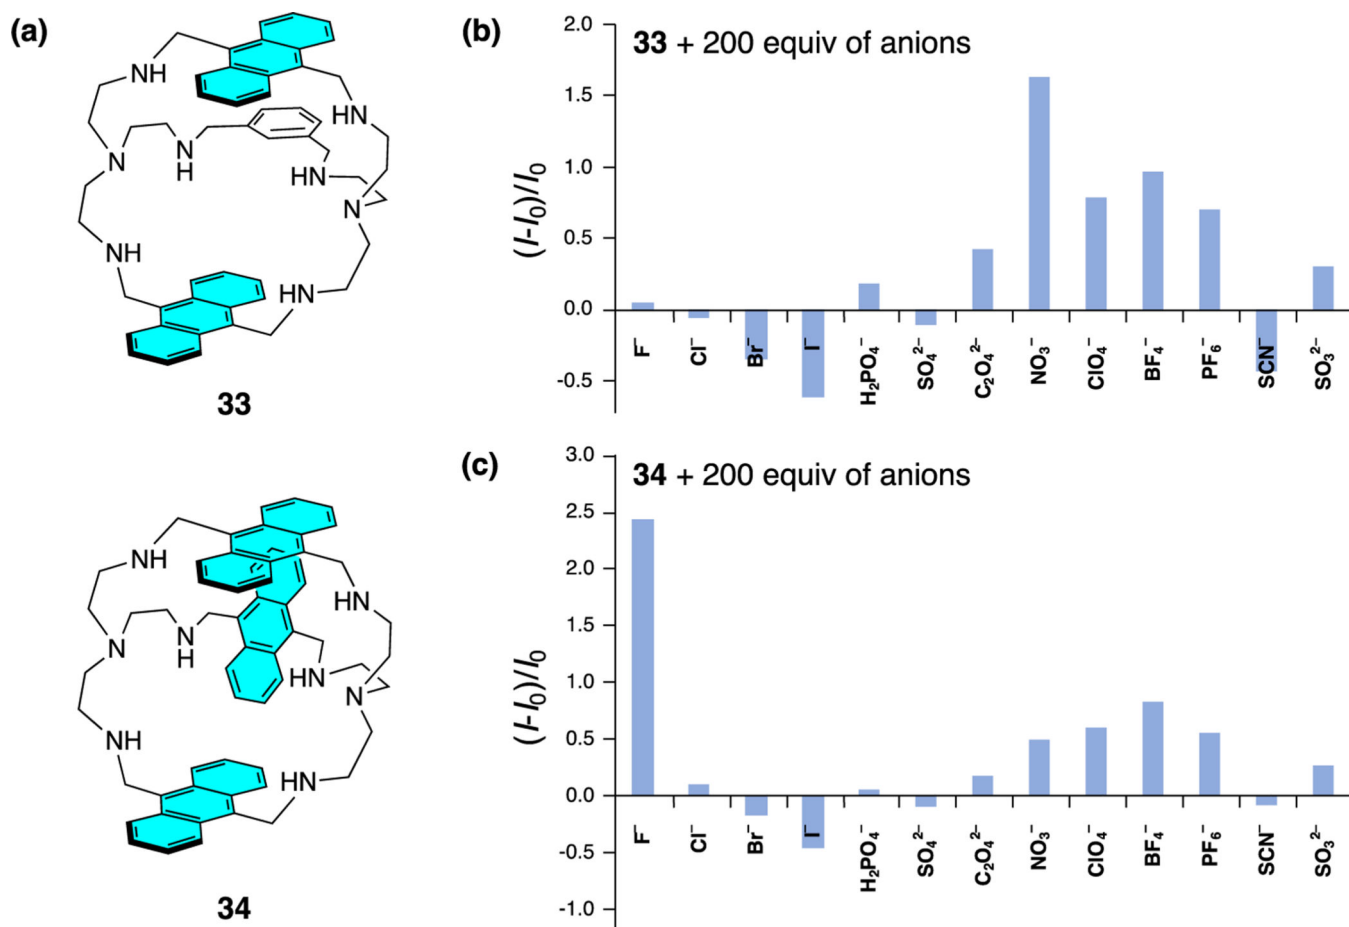 (a)
NH
HN
N
N
H
HN
N
NH
HN
33
(b)
33 + 200 equiv of anions
(I-I₀)/I₀
2.0
1.5
1.0
0.5
0.0
-0.5
F⁻
Cl⁻
Br⁻
I⁻
H₂PO₄⁻
SO₄²⁻
C₂O₄²⁻
NO₃⁻
ClO₄⁻
BF₄⁻
PF₆⁻
SCN⁻
SO₃²⁻
NH
HN
N
N
H
HN
N
NH
HN
34
(c)
34 + 200 equiv of anions
(I-I₀)/I₀
3.0
2.5
2.0
1.5
1.0
0.5
0.0
-0.5
-1.0
F⁻
Cl⁻
Br⁻
I⁻
H₂PO₄⁻
SO₄²⁻
C₂O₄²⁻
NO₃⁻
ClO₄⁻
BF₄⁻
PF₆⁻
SCN⁻
SO₃²⁻